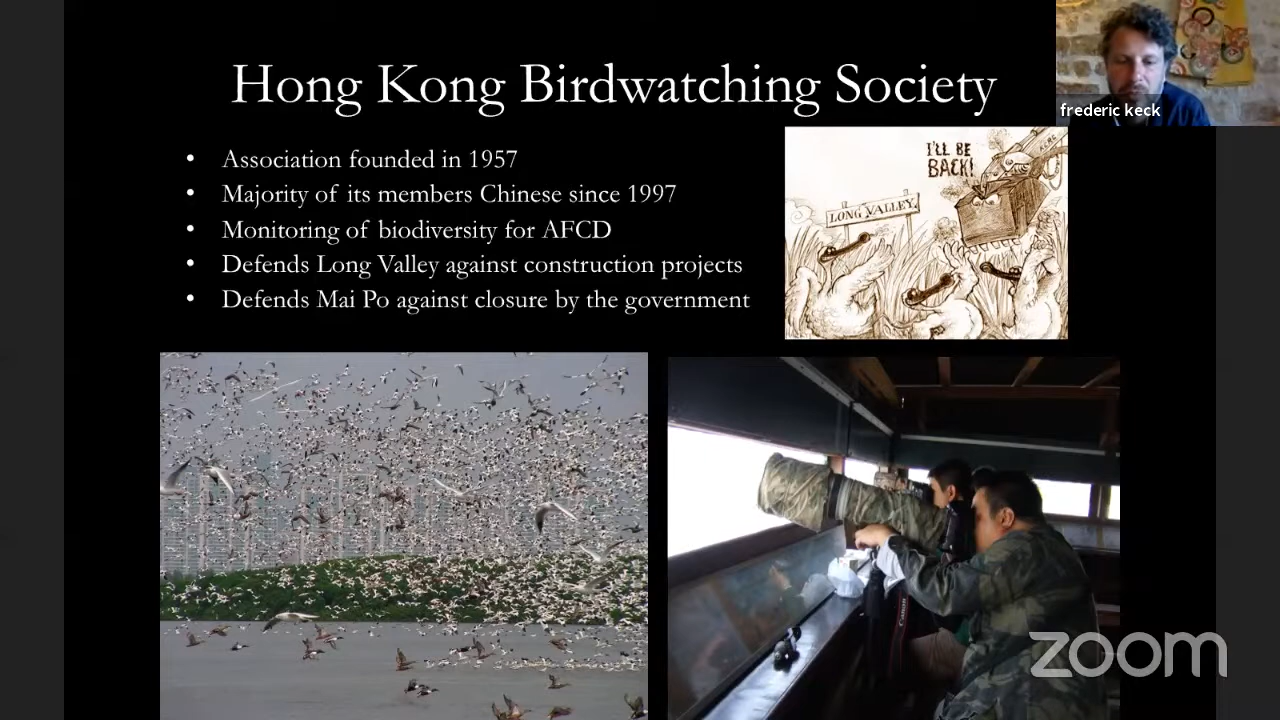 Hong Kong Birdwatching Society
frederic keck
• Association founded in 1957
• Majority of its members Chinese since 1997
• Monitoring of biodiversity for AFCD
• Defends Long Valley against construction projects
• Defends Mai Po against closure by the government
I'LL BE
BACK!
LONG VALLEY
Canon
zoom